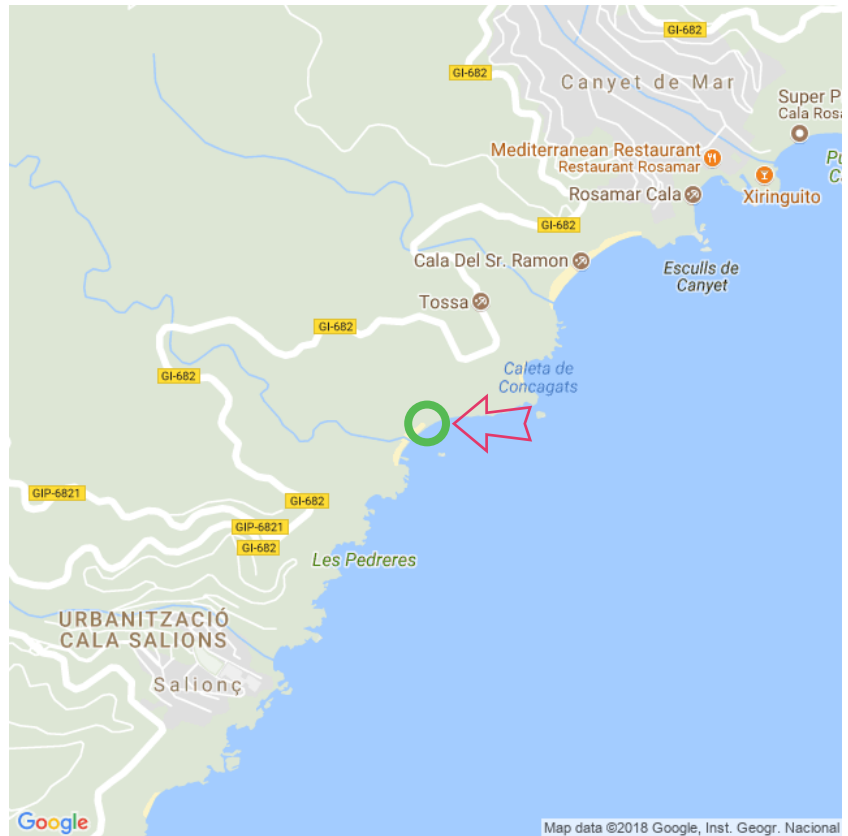 GI-682
GI-682
Canyet de Mar
Super P
Cala Rosa
Mediterranean Restaurant
Restaurant Rosamar
Rosamar Cala
Xiringuito
GI-682
Cala Del Sr. Ramon
Esculls de
Canyet
Tossa
GI-682
Caleta de
Concagats
GI-682
GIP-6821
GI-682
GIP-6821
GI-682
Les Pedreres
URBANITZACIÓ
CALA SALIONS
Salionç
Google
Map data ©2018 Google, Inst. Geogr. Nacional